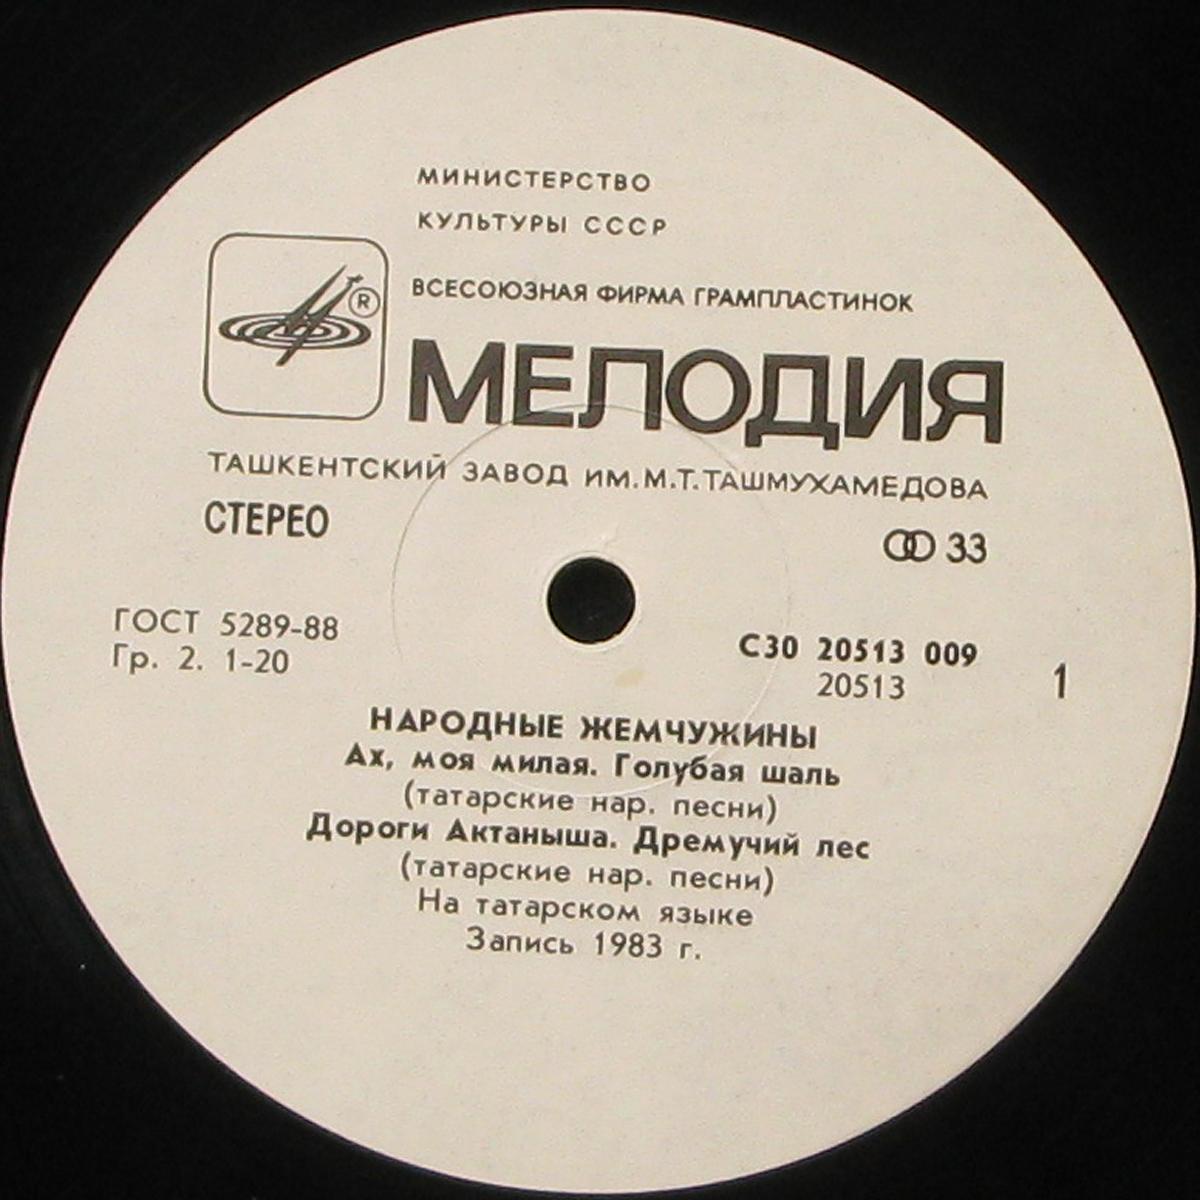 МИНИСТЕРСТВО
КУЛЬТУРЫ СССР
ВСЕСОЮЗНАЯ ФИРМА ГРАМПЛАСТИНОК
®
МЕЛОДИЯ
ТАШКЕНТСКИЙ ЗАВОД ИМ.М.Т.ТАШМУХАМЕДОВА
СТЕРЕО
33
ГОСТ 5289-88
Гр. 2. 1-20
С30 20513 009
20513
1
НАРОДНЫЕ ЖЕМЧУЖИНЫ
Ах, моя милая. Голубая шаль
(татарские нар. песни)
Дороги Актаныша. Дремучий лес
(татарские нар. песни)
На татарском языке
Запись 1983 г.